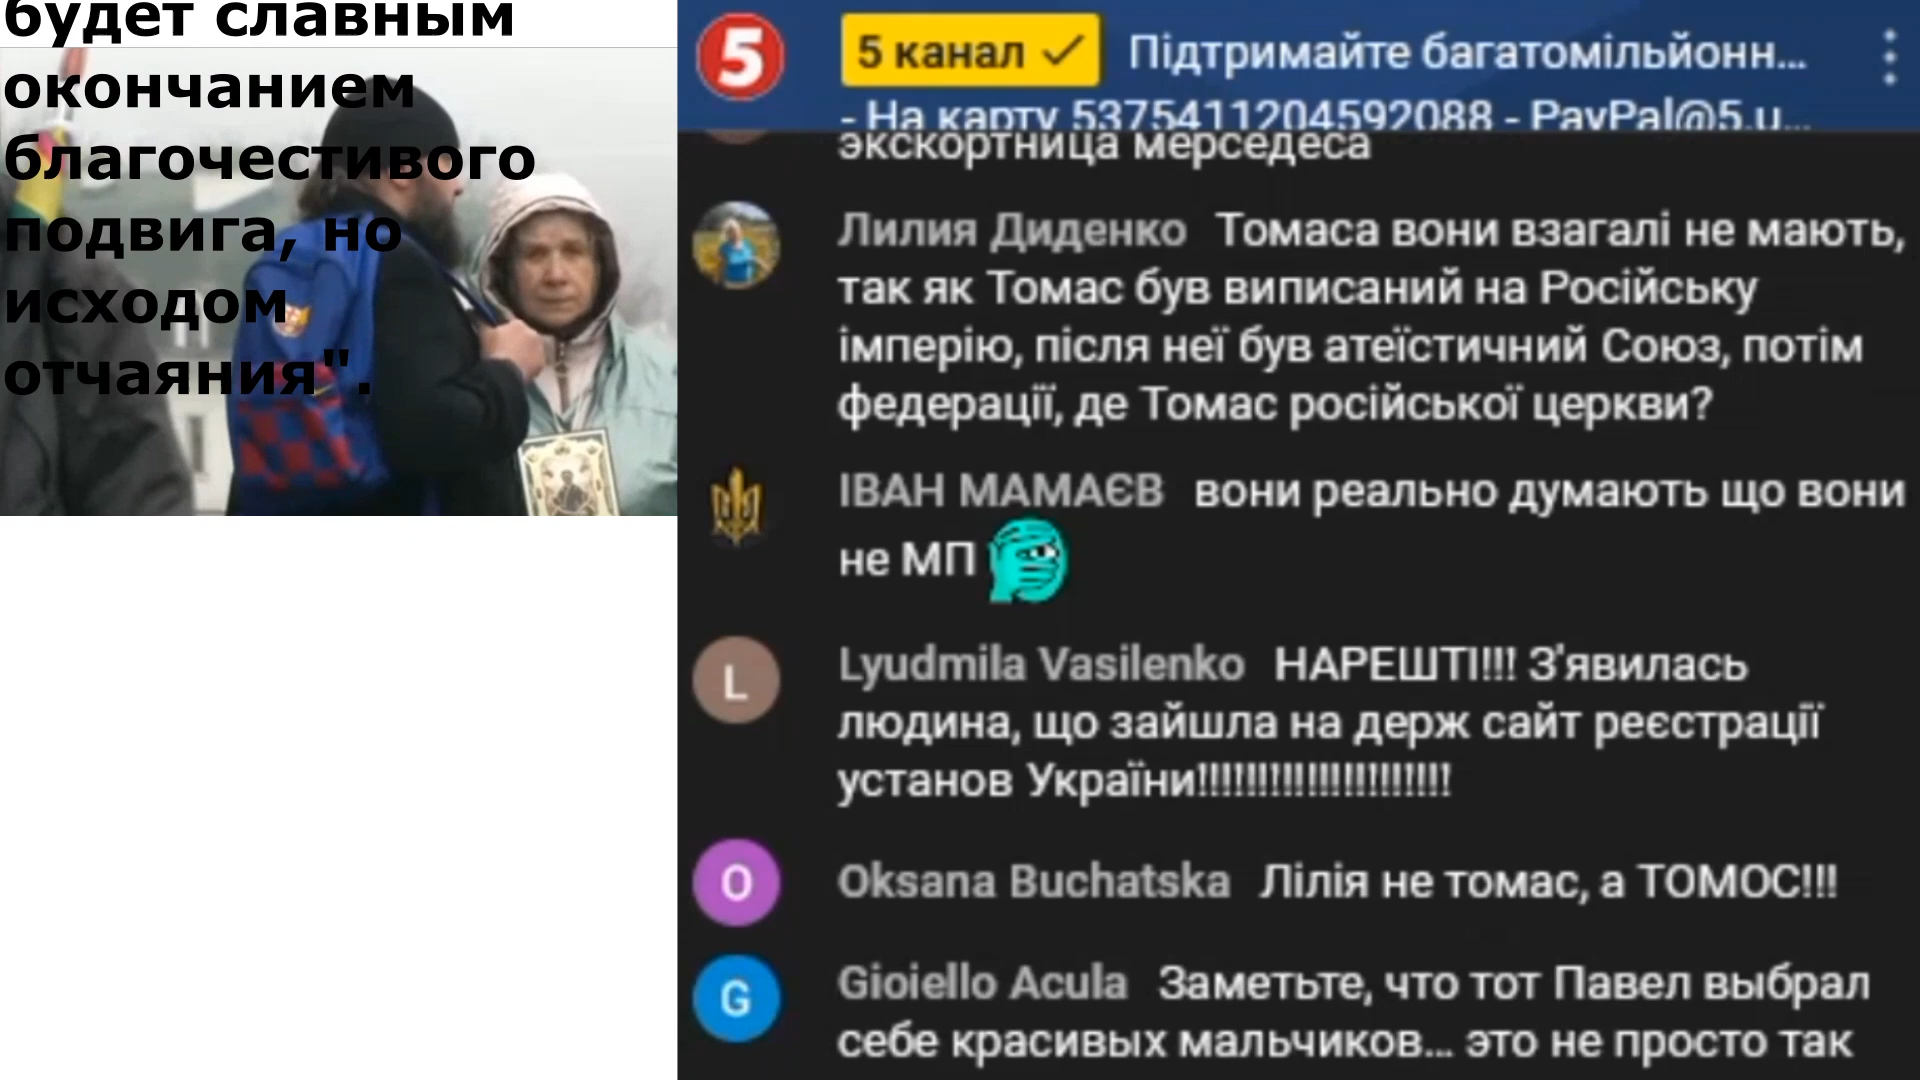 будет славным
окончанием
благочестивого
подвига, но
исходом
отчаяния".
5
5 канал
Підтримайте багатомільйонн...
- На карту 5375411204592088 - PayPal@5.u...
экскортница мерседеса
Лилия Диденко Томаса вони взагалі не мають,
так як Томас був виписаний на Російську
імперію, після неї був атеїстичний Союз, потім
федерації, де Томас російської церкви?
ІВАН МАМАЄВ вони реально думають що вони
не МП
L
Lyudmila Vasilenko НАРЕШТІ!!! З'явилась
людина, що зайшла на держ сайт реєстрації
установ України!!!!!!!!!!!!!!!!!!!!!!!
O
Oksana Buchatska Лілія не томас, а ТОМОС!!!
G
Gioiello Acula Заметьте, что тот Павел выбрал
себе красивых мальчиков... это не просто так